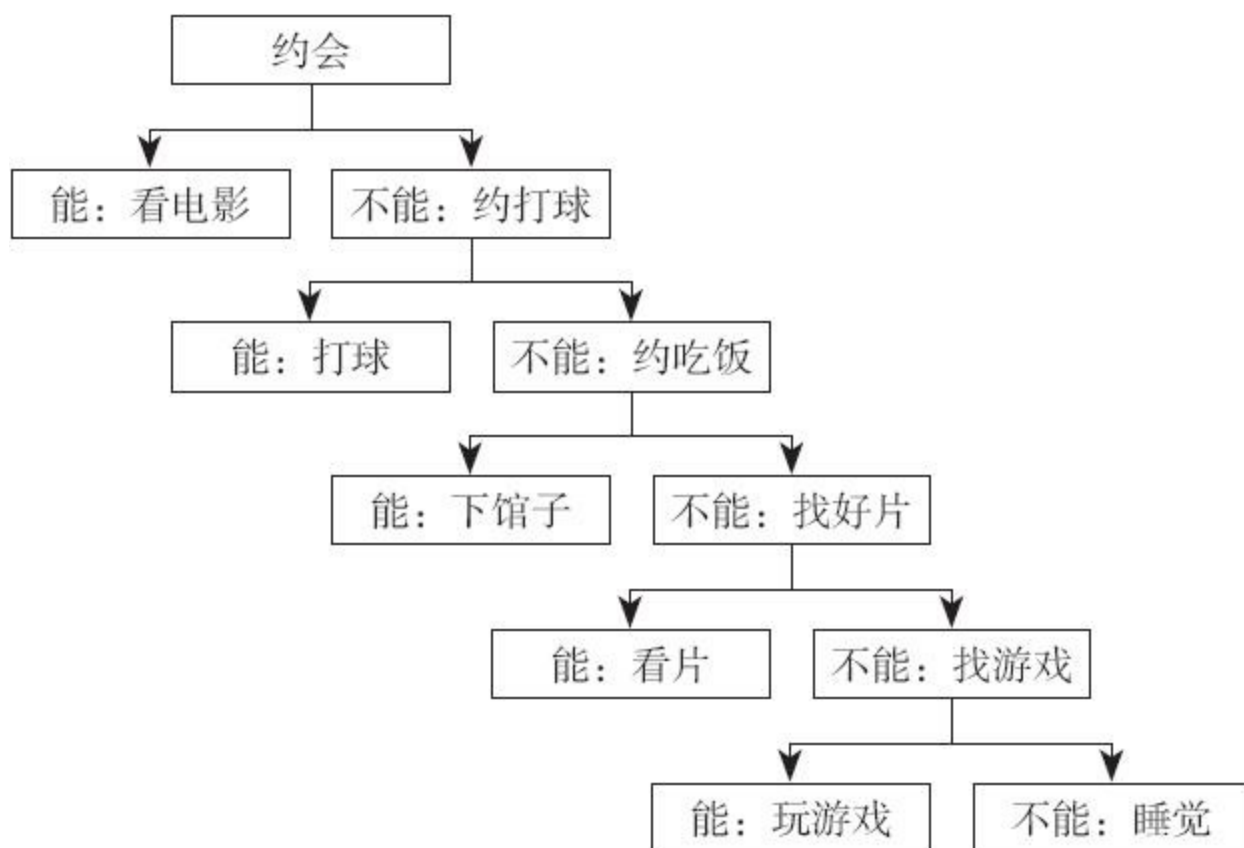 约会
能：看电影
不能：约打球
能：打球
不能：约吃饭
能：下馆子
不能：找好片
能：看片
不能：找游戏
能：玩游戏
不能：睡觉